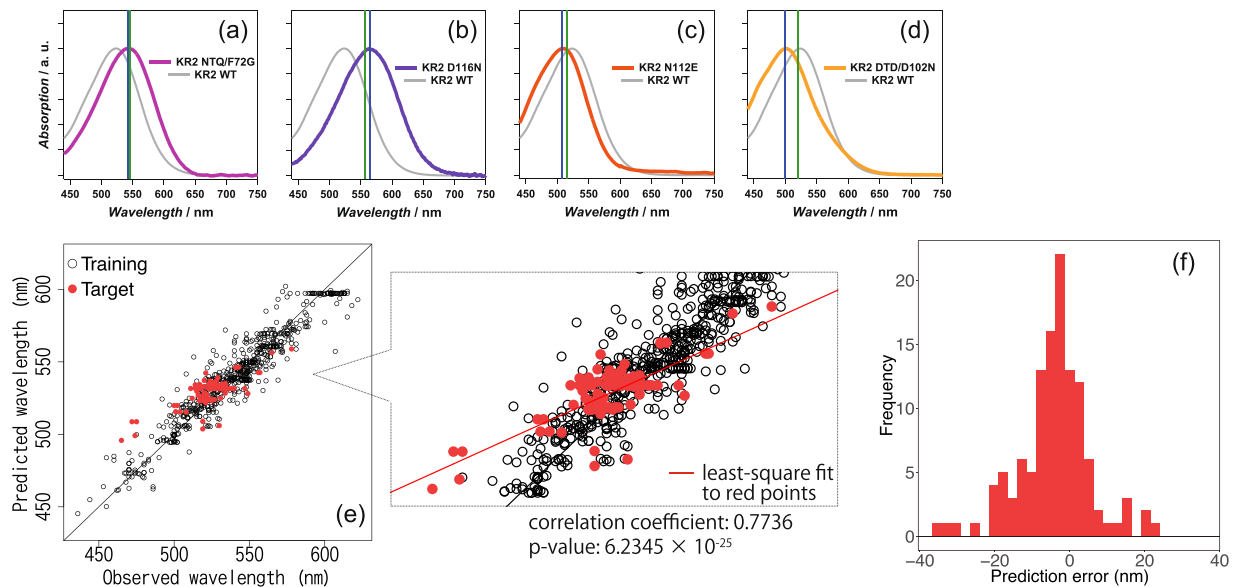 (a)
KR2 NTQ/F72G
KR2 WT
Absorption / a. u.
450 500 550 600 650 700 750
Wavelength / nm
(b)
KR2 D116N
KR2 WT
450 500 550 600 650 700 750
Wavelength / nm
(c)
KR2 N112E
KR2 WT
450 500 550 600 650 700 750
Wavelength / nm
(d)
KR2 DTD/D102N
KR2 WT
450 500 550 600 650 700 750
Wavelength / nm
Training
Target
Predicted wavelength (nm)
600
550
500
450
(e)
450 500 550 600
Observed wavelength (nm)
least-square fit
to red points
correlation coefficient: 0.7736
p-value: 6.2345 × 10-25
(f)
Frequency
20
15
10
5
0
−40 −20 0 20 40
Prediction error (nm)